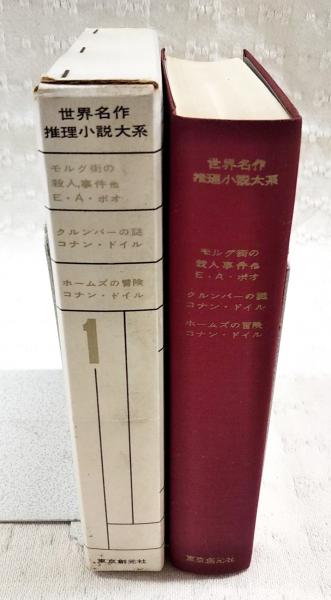 世界名作
推理小説大系
モルグ街の
殺人事件他
E・A・ポオ
クルンバーの謎
コナン・ドイル
ホームズの冒険
コナン・ドイル
1
東京創元社
世界名作
推理小説大系
モルグ街の
殺人事件他
E・A・ポオ
クルンバーの謎
コナン・ドイル
ホームズの冒険
コナン・ドイル
東京創元社